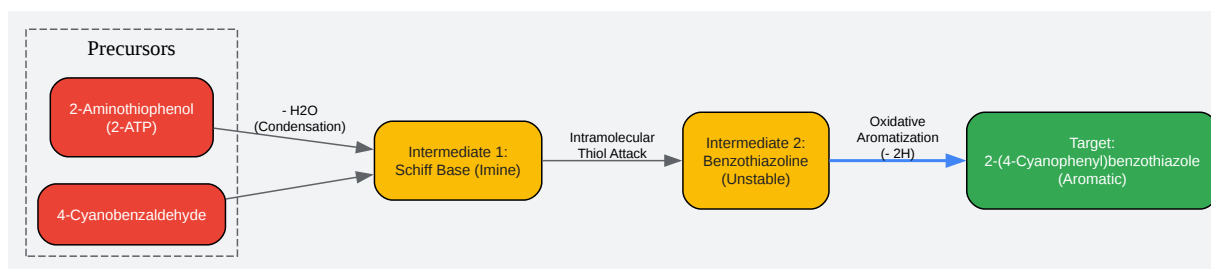 Precursors
2-Aminothiophenol
(2-ATP)
4-Cyanobenzaldehyde
- H2O
(Condensation)
Intermediate 1:
Schiff Base (Imine)
Intramolecular
Thiol Attack
Intermediate 2:
Benzothiazoline
(Unstable)
Oxidative
Aromatization
(- 2H)
Target:
2-(4-Cyanophenyl)benzothiazole
(Aromatic)